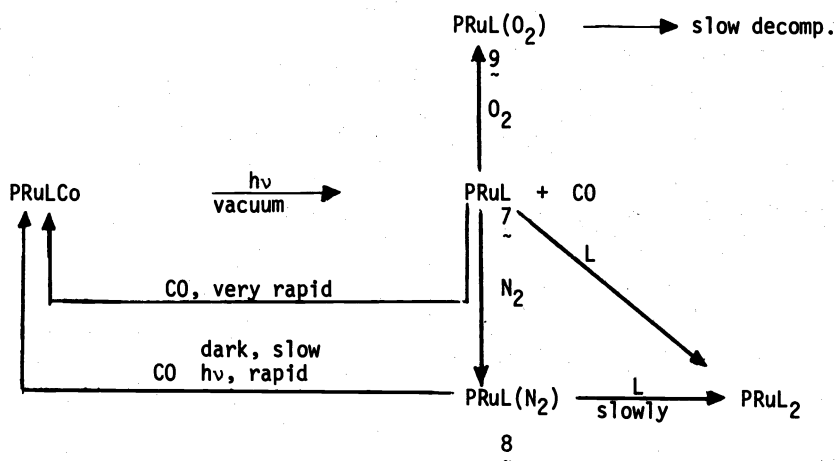 PRuL(O₂) slow decomp.
9
~
O₂
hν
PRuLCo PRuL + CO
vacuum
7
~
L
CO, very rapid N₂
dark, slow
CO hν, rapid
L
PRuL(N₂) PRuL₂
slowly
8
~